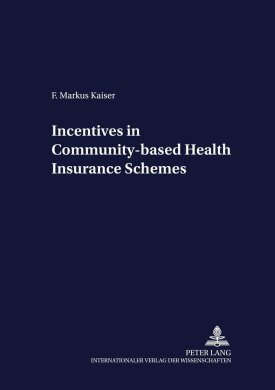 F. Markus Kaiser
Incentives in
Community-based Health
Insurance Schemes
PETER LANG
INTERNATIONALER VERLAG DER WISSENSCHAFTEN